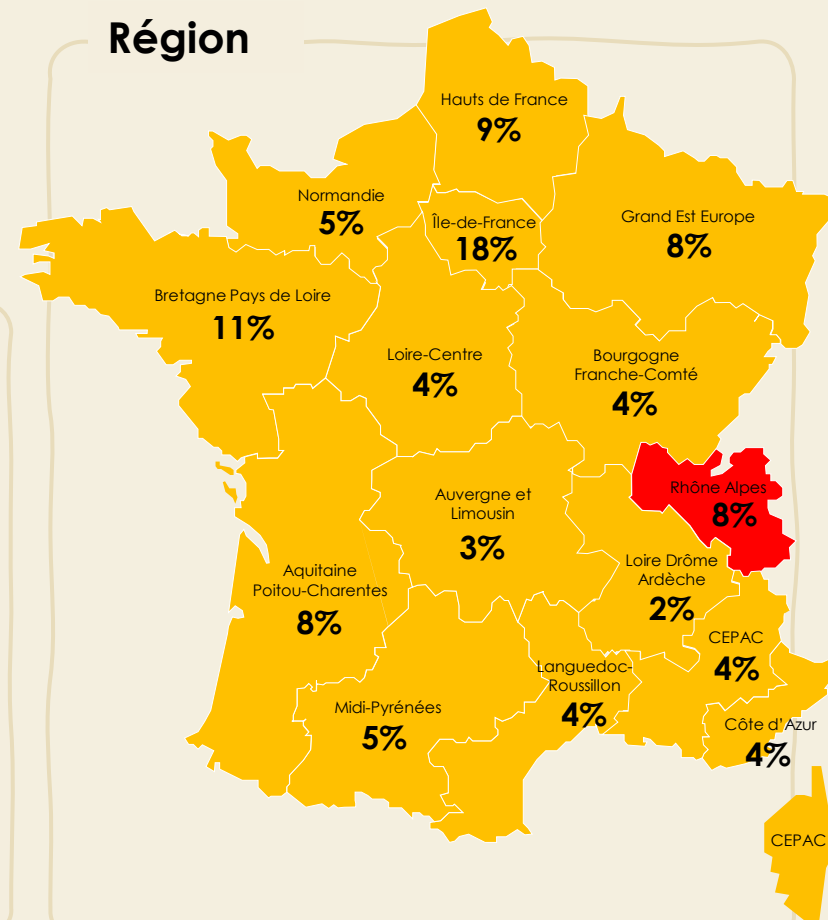 Région
Hauts de France
9%
Normandie
5%
Île-de-France
18%
Grand Est Europe
8%
Bretagne Pays de Loire
11%
Loire-Centre
4%
Bourgogne
Franche-Comté
4%
Rhône Alpes
8%
Auvergne et
Limousin
3%
Loire Drôme
Ardèche
2%
Aquitaine
Poitou-Charentes
8%
CEPAC
4%
Languedoc-
Roussillon
4%
Midi-Pyrénées
5%
Côte d'Azur
4%
CEPAC